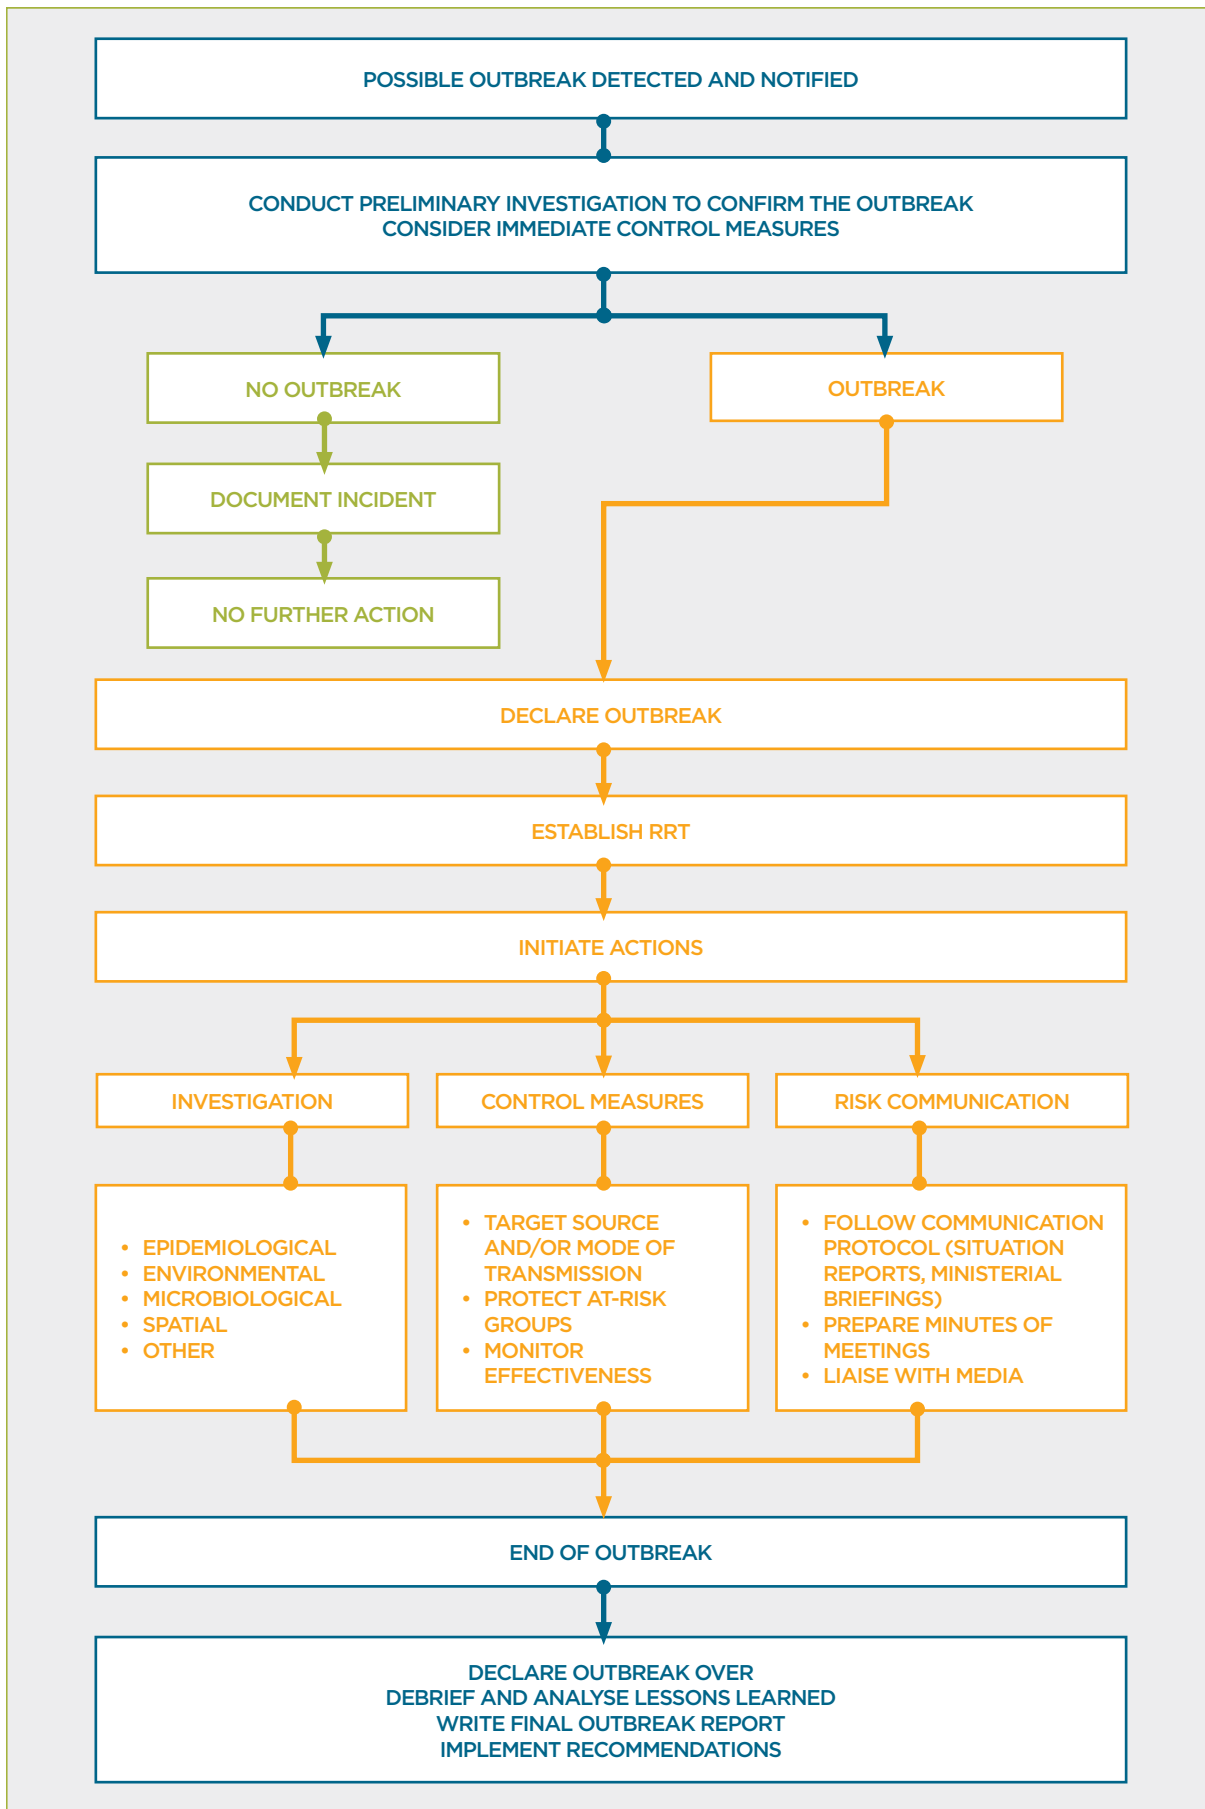 POSSIBLE OUTBREAK DETECTED AND NOTIFIED
CONDUCT PRELIMINARY INVESTIGATION TO CONFIRM THE OUTBREAK
CONSIDER IMMEDIATE CONTROL MEASURES
NO OUTBREAK
OUTBREAK
DOCUMENT INCIDENT
NO FURTHER ACTION
DECLARE OUTBREAK
ESTABLISH RRT
INITIATE ACTIONS
INVESTIGATION
CONTROL MEASURES
RISK COMMUNICATION
• EPIDEMIOLOGICAL
• ENVIRONMENTAL
• MICROBIOLOGICAL
• SPATIAL
• OTHER
• TARGET SOURCE
AND/OR MODE OF
TRANSMISSION
• PROTECT AT-RISK
GROUPS
• MONITOR
EFFECTIVENESS
• FOLLOW COMMUNICATION
PROTOCOL (SITUATION
REPORTS, MINISTERIAL
BRIEFINGS)
• PREPARE MINUTES OF
MEETINGS
• LIAISE WITH MEDIA
END OF OUTBREAK
DECLARE OUTBREAK OVER
DEBRIEF AND ANALYSE LESSONS LEARNED
WRITE FINAL OUTBREAK REPORT
IMPLEMENT RECOMMENDATIONS